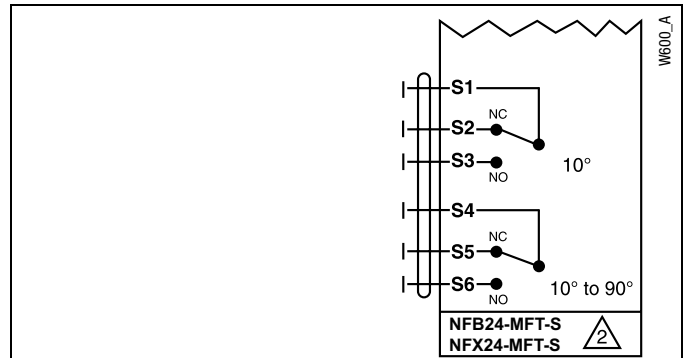 W600_A
S1
NC
S2
S3
10°
NO
S4
NC
S5
S6
10° to 90°
NO
NFB24-MFT-S
NFX24-MFT-S
2